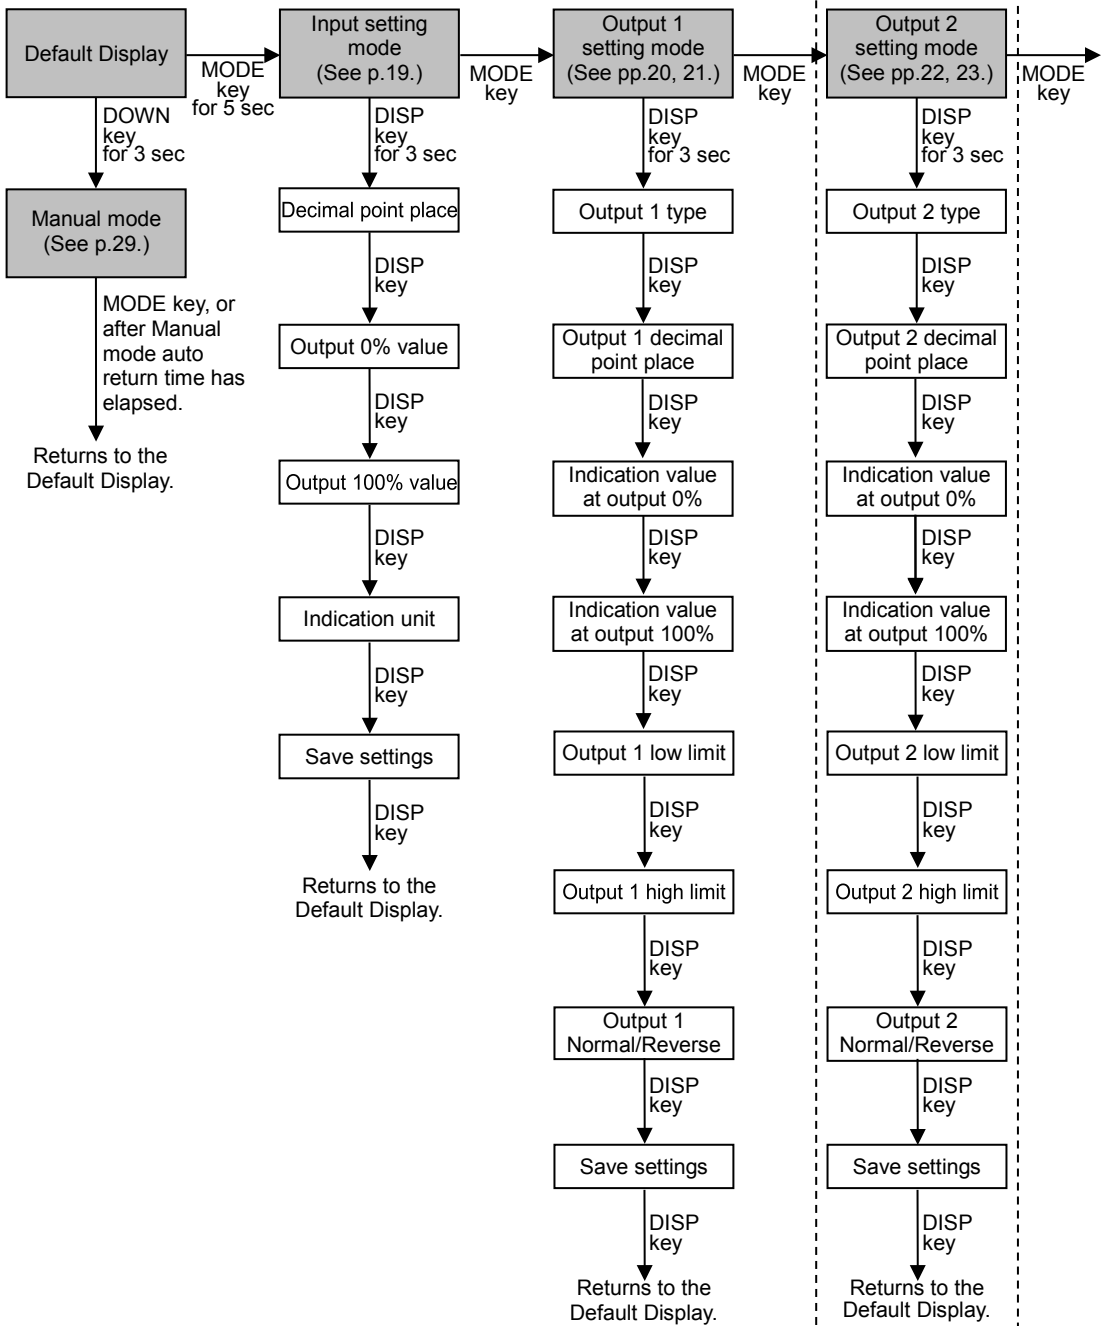 Default Display
MODE
key
for 5 sec
DOWN
key
for 3 sec
Manual mode
(See p.29.)
MODE key, or
after Manual
mode auto
return time has
elapsed.
Returns to the
Default Display.
Input setting
mode
(See p.19.)
MODE
key
DISP
key
for 3 sec
Decimal point place
DISP
key
Output 0% value
DISP
key
Output 100% value
DISP
key
Indication unit
DISP
key
Save settings
DISP
key
Returns to the
Default Display.
Output 1
setting mode
(See pp.20, 21.)
MODE
key
DISP
key
for 3 sec
Output 1 type
DISP
key
Output 1 decimal
point place
DISP
key
Indication value
at output 0%
DISP
key
Indication value
at output 100%
DISP
key
Output 1 low limit
DISP
key
Output 1 high limit
DISP
key
Output 1
Normal/Reverse
DISP
key
Save settings
DISP
key
Returns to the
Default Display.
Output 2
setting mode
(See pp.22, 23.)
MODE
key
DISP
key
for 3 sec
Output 2 type
DISP
key
Output 2 decimal
point place
DISP
key
Indication value
at output 0%
DISP
key
Indication value
at output 100%
DISP
key
Output 2 low limit
DISP
key
Output 2 high limit
DISP
key
Output 2
Normal/Reverse
DISP
key
Save settings
DISP
key
Returns to the
Default Display.